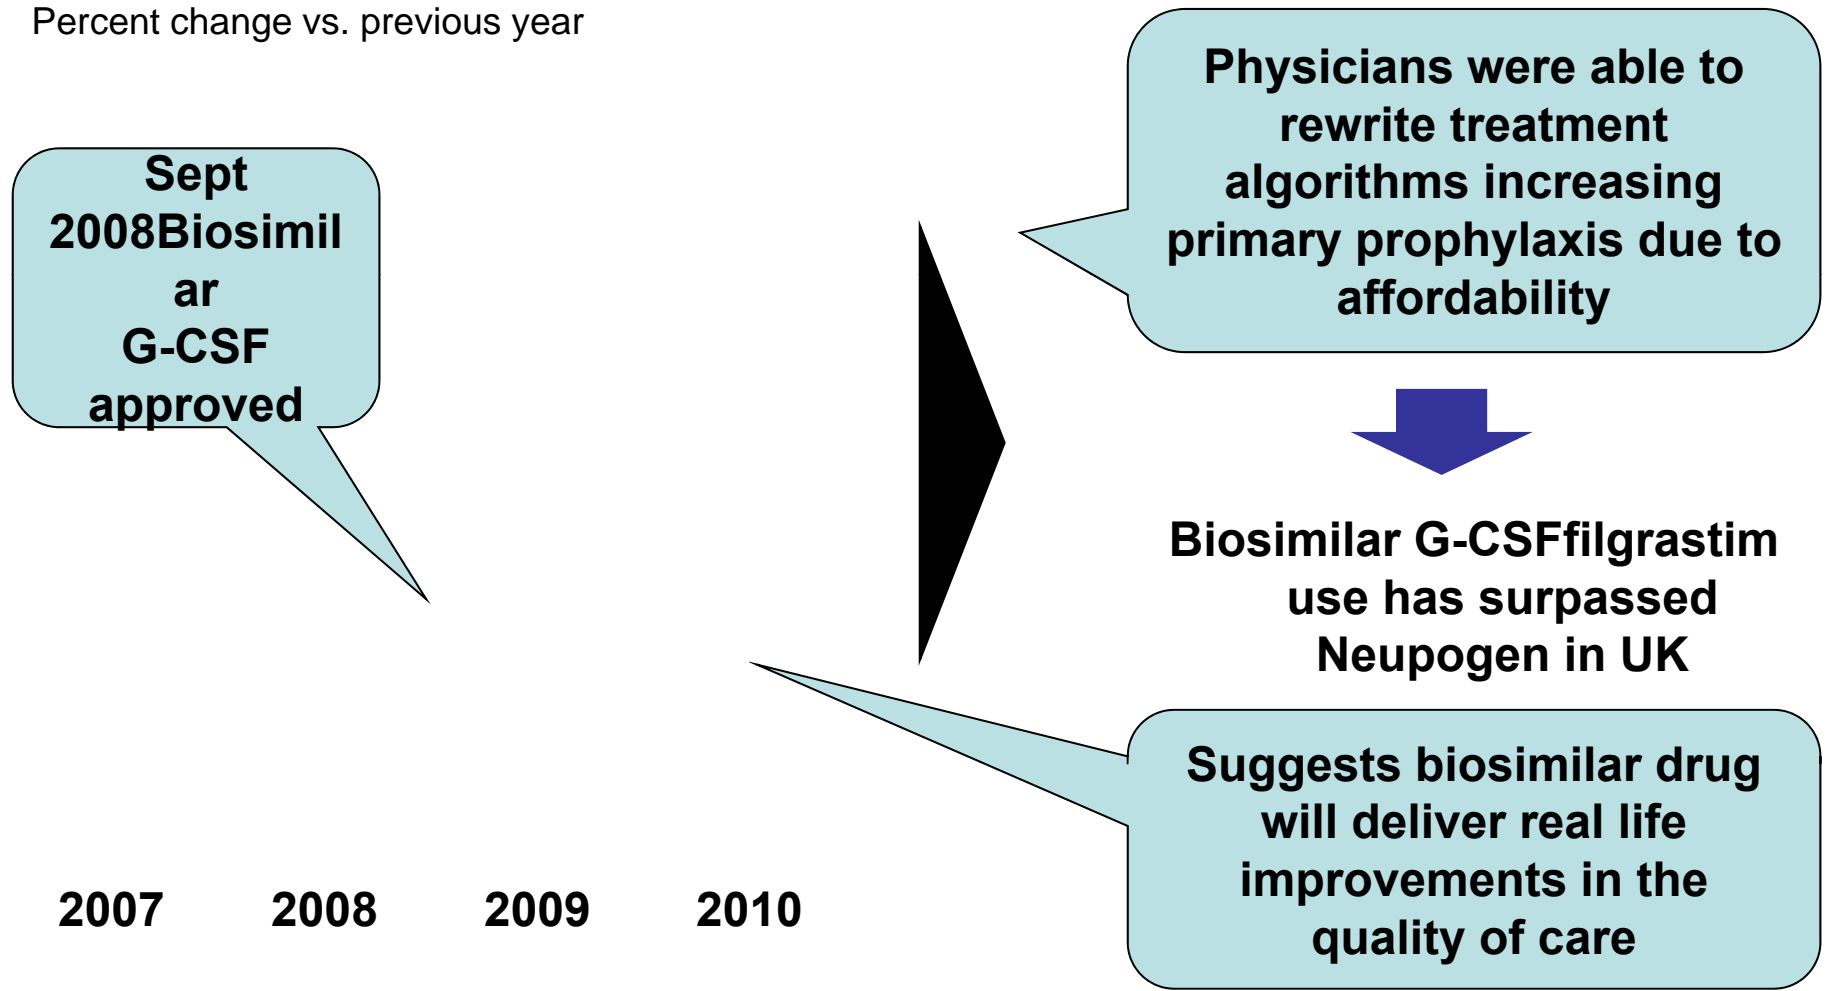 Percent change vs. previous year
Sept
2008Biosimil
ar
G-CSF
approved
Physicians were able to
rewrite treatment
algorithms increasing
primary prophylaxis due to
affordability
Biosimilar G-CSFfilgrastim
use has surpassed
Neupogen in UK
Suggests biosimilar drug
will deliver real life
improvements in the
quality of care
2007 2008 2009 2010